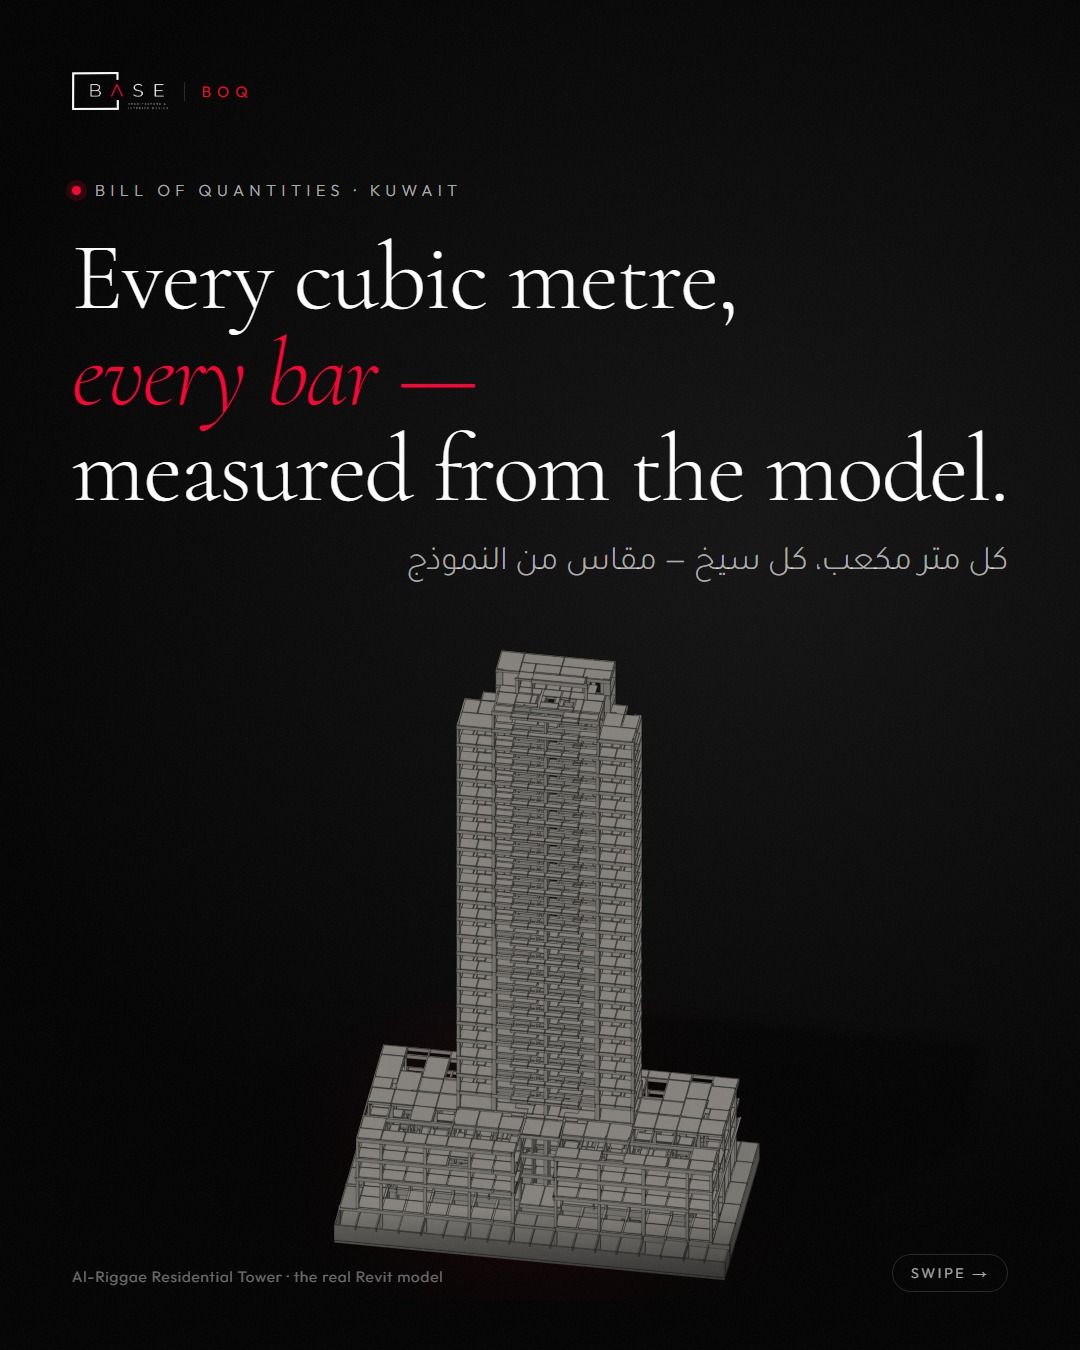 BASE
BOQ
BILL OF QUANTITIES · KUWAIT
Every cubic metre,
every bar —
measured from the model.
كل متر مكعب، كل سيخ — مقاس من النموذج
Al-Riggae Residential Tower · the real Revit model
SWIPE →